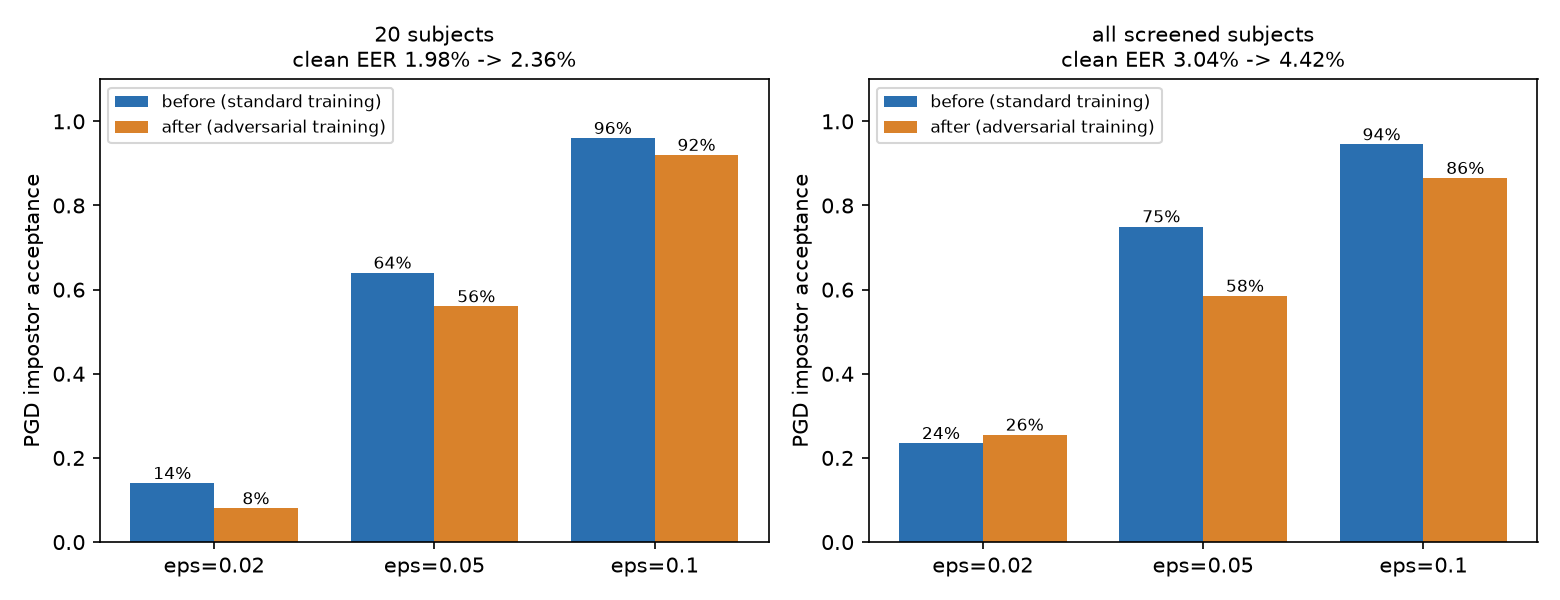 20 subjects
clean EER 1.98% -> 2.36%
before (standard training)
after (adversarial training)
PGD impostor acceptance
1.0
0.8
0.6
0.4
0.2
0.0
14%
8%
64%
56%
96%
92%
eps=0.02
eps=0.05
eps=0.1
all screened subjects
clean EER 3.04% -> 4.42%
before (standard training)
after (adversarial training)
PGD impostor acceptance
1.0
0.8
0.6
0.4
0.2
0.0
24%
26%
75%
58%
94%
86%
eps=0.02
eps=0.05
eps=0.1